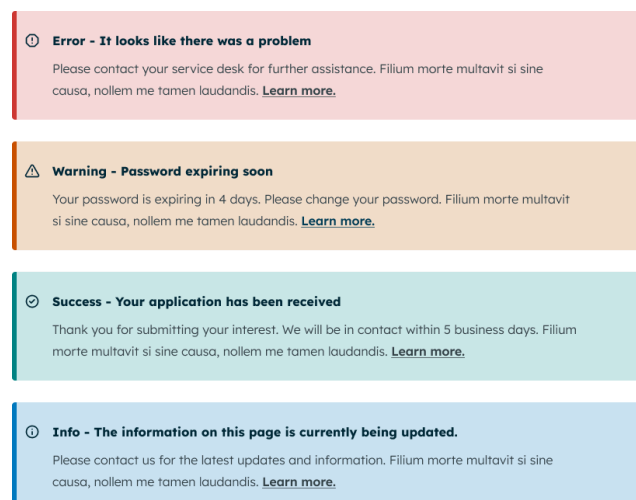 Error - It looks like there was a problem
Please contact your service desk for further assistance. Filium morte multavit si sine
causa, nollem me tamen laudandis. Learn more.
Warning - Password expiring soon
Your password is expiring in 4 days. Please change your password. Filium morte multavit
si sine causa, nollem me tamen laudandis. Learn more.
Success - Your application has been received
Thank you for submitting your interest. We will be in contact within 5 business days. Filium
morte multavit si sine causa, nollem me tamen laudandis. Learn more.
Info - The information on this page is currently being updated.
Please contact us for the latest updates and information. Filium morte multavit si sine
causa, nollem me tamen laudandis. Learn more.